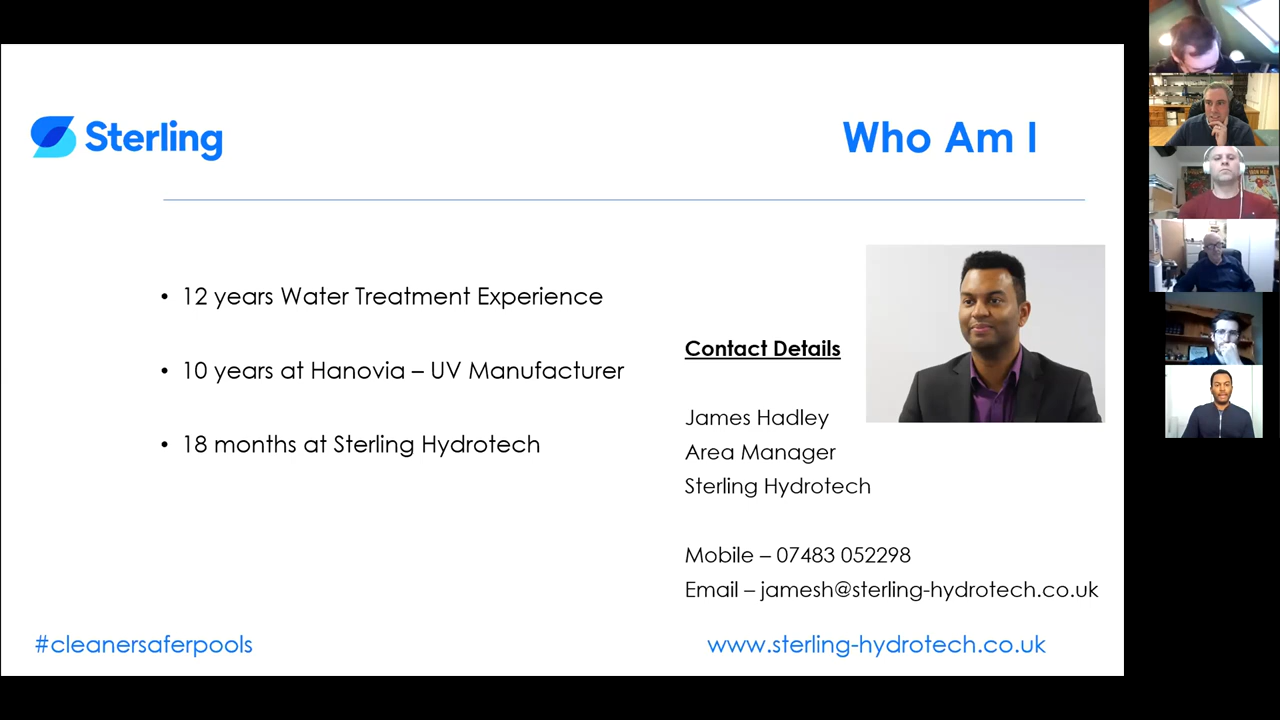 Sterling
Who Am I
• 12 years Water Treatment Experience
• 10 years at Hanovia – UV Manufacturer
• 18 months at Sterling Hydrotech
Contact Details
James Hadley
Area Manager
Sterling Hydrotech
Mobile – 07483 052298
Email – jamesh@sterling-hydrotech.co.uk
#cleanersaferpools
www.sterling-hydrotech.co.uk